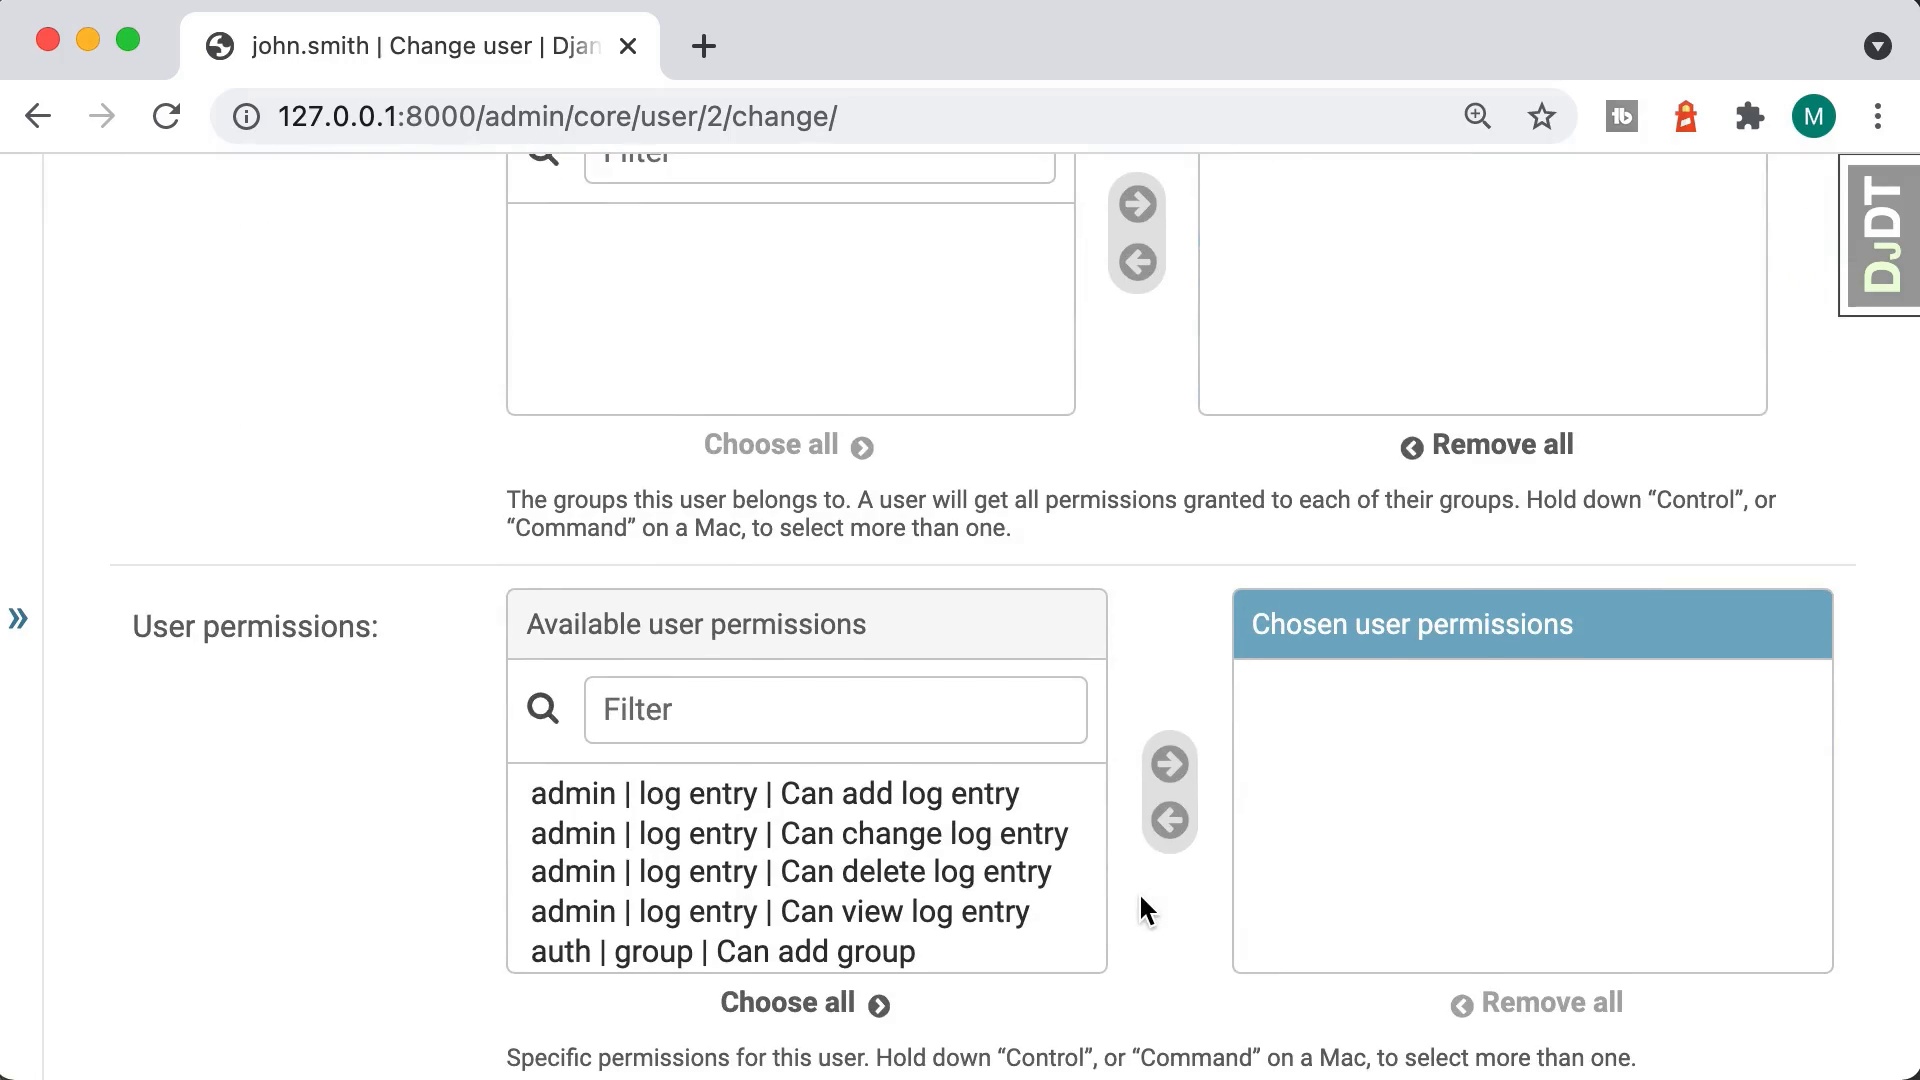 john.smith | Change user | Djan
127.0.0.1:8000/admin/core/user/2/change/
M
Filter
DJDT
Choose all
Remove all
The groups this user belongs to. A user will get all permissions granted to each of their groups. Hold down “Control”, or
“Command” on a Mac, to select more than one.
User permissions:
Available user permissions
Chosen user permissions
Filter
admin | log entry | Can add log entry
admin | log entry | Can change log entry
admin | log entry | Can delete log entry
admin | log entry | Can view log entry
auth | group | Can add group
Choose all
Remove all
Specific permissions for this user. Hold down “Control”, or “Command” on a Mac, to select more than one.